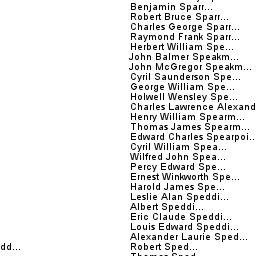 Benjamin Sparr...
Robert Bruce Sparr...
Charles George Sparr...
Raymond Frank Sparr...
Herbert William Spe...
John Balmer Speakm...
John McGregor Speakm...
Cyril Saunderson Spe...
George William Spe...
Holwell Wensley Spe...
Charles Lawrence Alexand
Henry William Spearm...
Thomas James Spearm...
Edward Charles Spearpoi..
Cyril William Spea...
Wilfred John Spea...
Percy Edward Spe...
Ernest Winkworth Spe...
Harold James Spe...
Leslie Alan Speddi...
Albert Speddi...
Eric Claude Speddi...
Louis Edward Speddi...
Alexander Laurie Sped...
dd... Robert Sped...
Thomas Sped